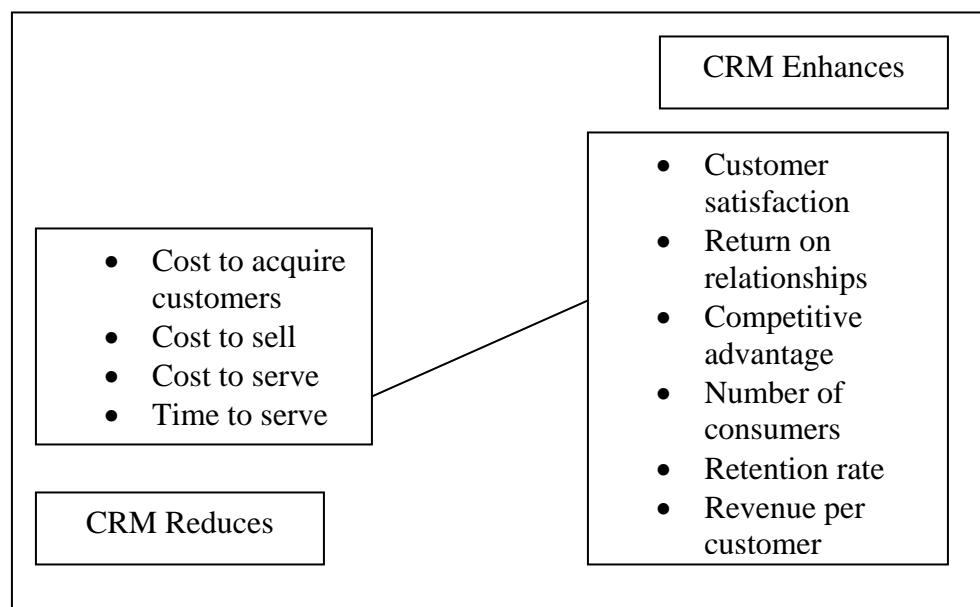 CRM Enhances
• Customer
satisfaction
• Return on
relationships
• Competitive
advantage
• Number of
consumers
• Retention rate
• Revenue per
customer
• Cost to acquire
customers
• Cost to sell
• Cost to serve
• Time to serve
CRM Reduces